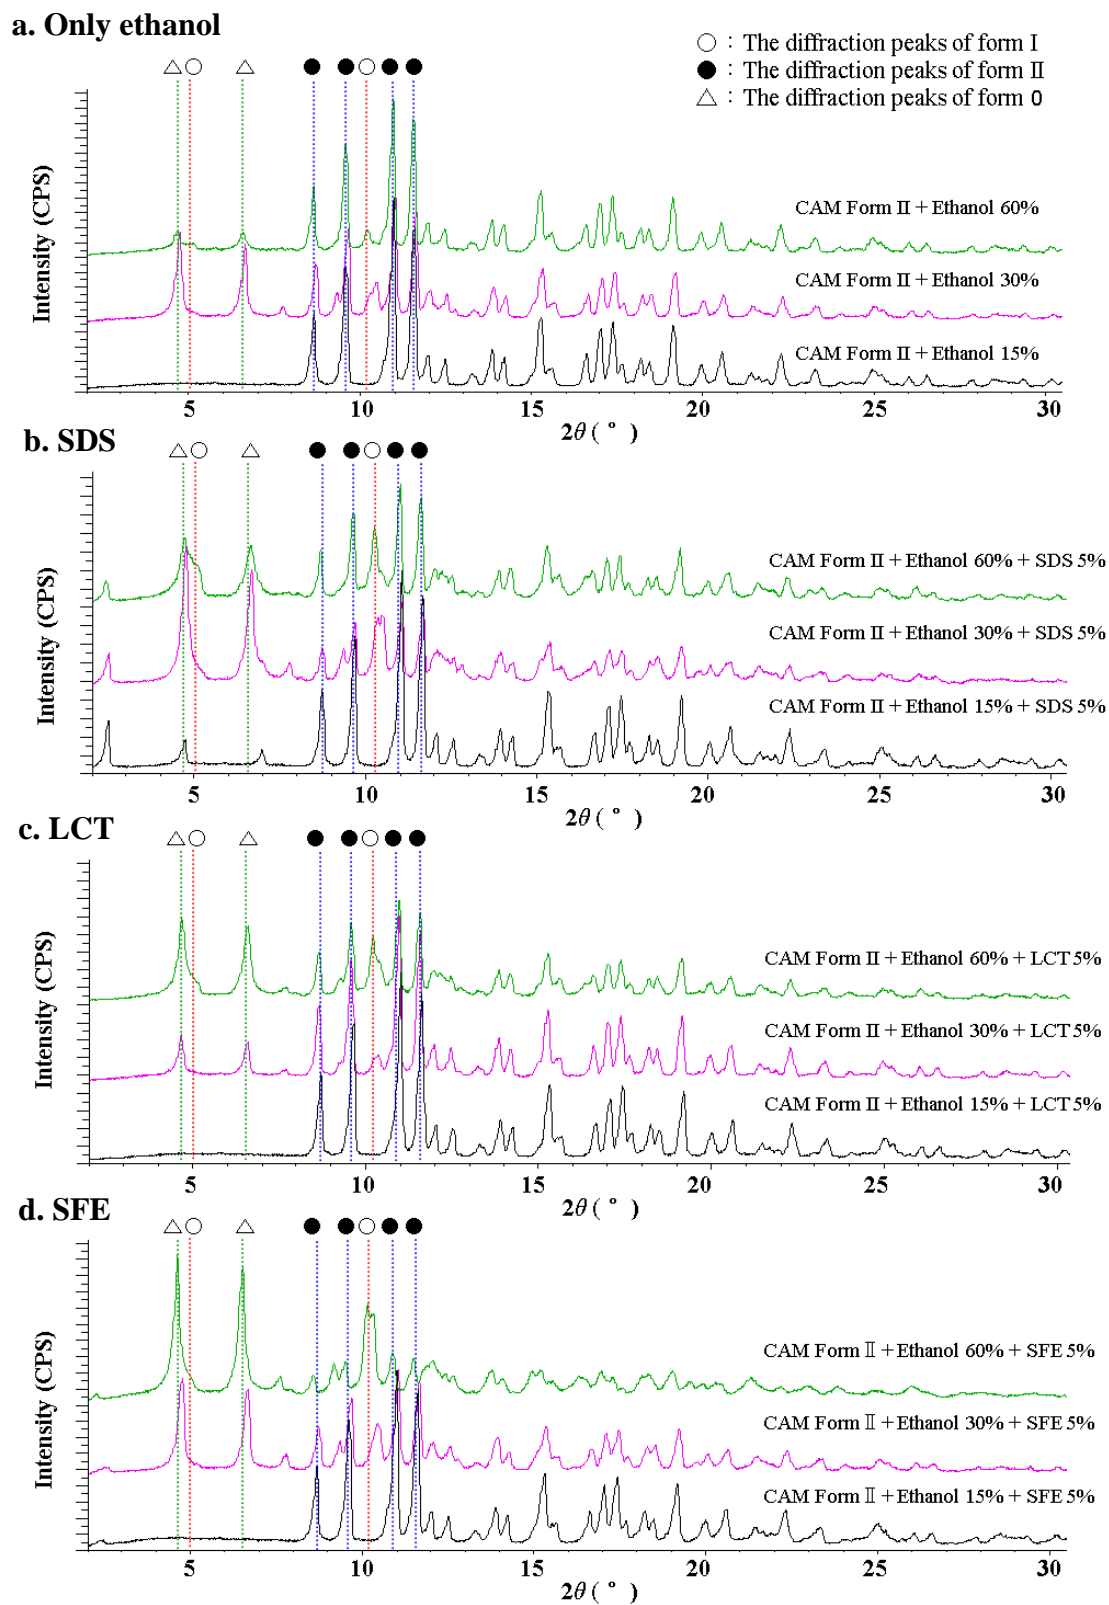 a. Only ethanol
○ : The diffraction peaks of form I
● : The diffraction peaks of form II
△ : The diffraction peaks of form 0
Intensity (CPS)
CAM Form II + Ethanol 60%
CAM Form II + Ethanol 30%
CAM Form II + Ethanol 15%
5 10 15 20 25 30
2θ ( ° )
b. SDS
Intensity (CPS)
CAM Form II + Ethanol 60% + SDS 5%
CAM Form II + Ethanol 30% + SDS 5%
CAM Form II + Ethanol 15% + SDS 5%
5 10 15 20 25 30
2θ ( ° )
c. LCT
Intensity (CPS)
CAM Form II + Ethanol 60% + LCT 5%
CAM Form II + Ethanol 30% + LCT 5%
CAM Form II + Ethanol 15% + LCT 5%
5 10 15 20 25 30
2θ ( ° )
d. SFE
Intensity (CPS)
CAM Form II + Ethanol 60% + SFE 5%
CAM Form II + Ethanol 30% + SFE 5%
CAM Form II + Ethanol 15% + SFE 5%
5 10 15 20 25 30
2θ ( ° )